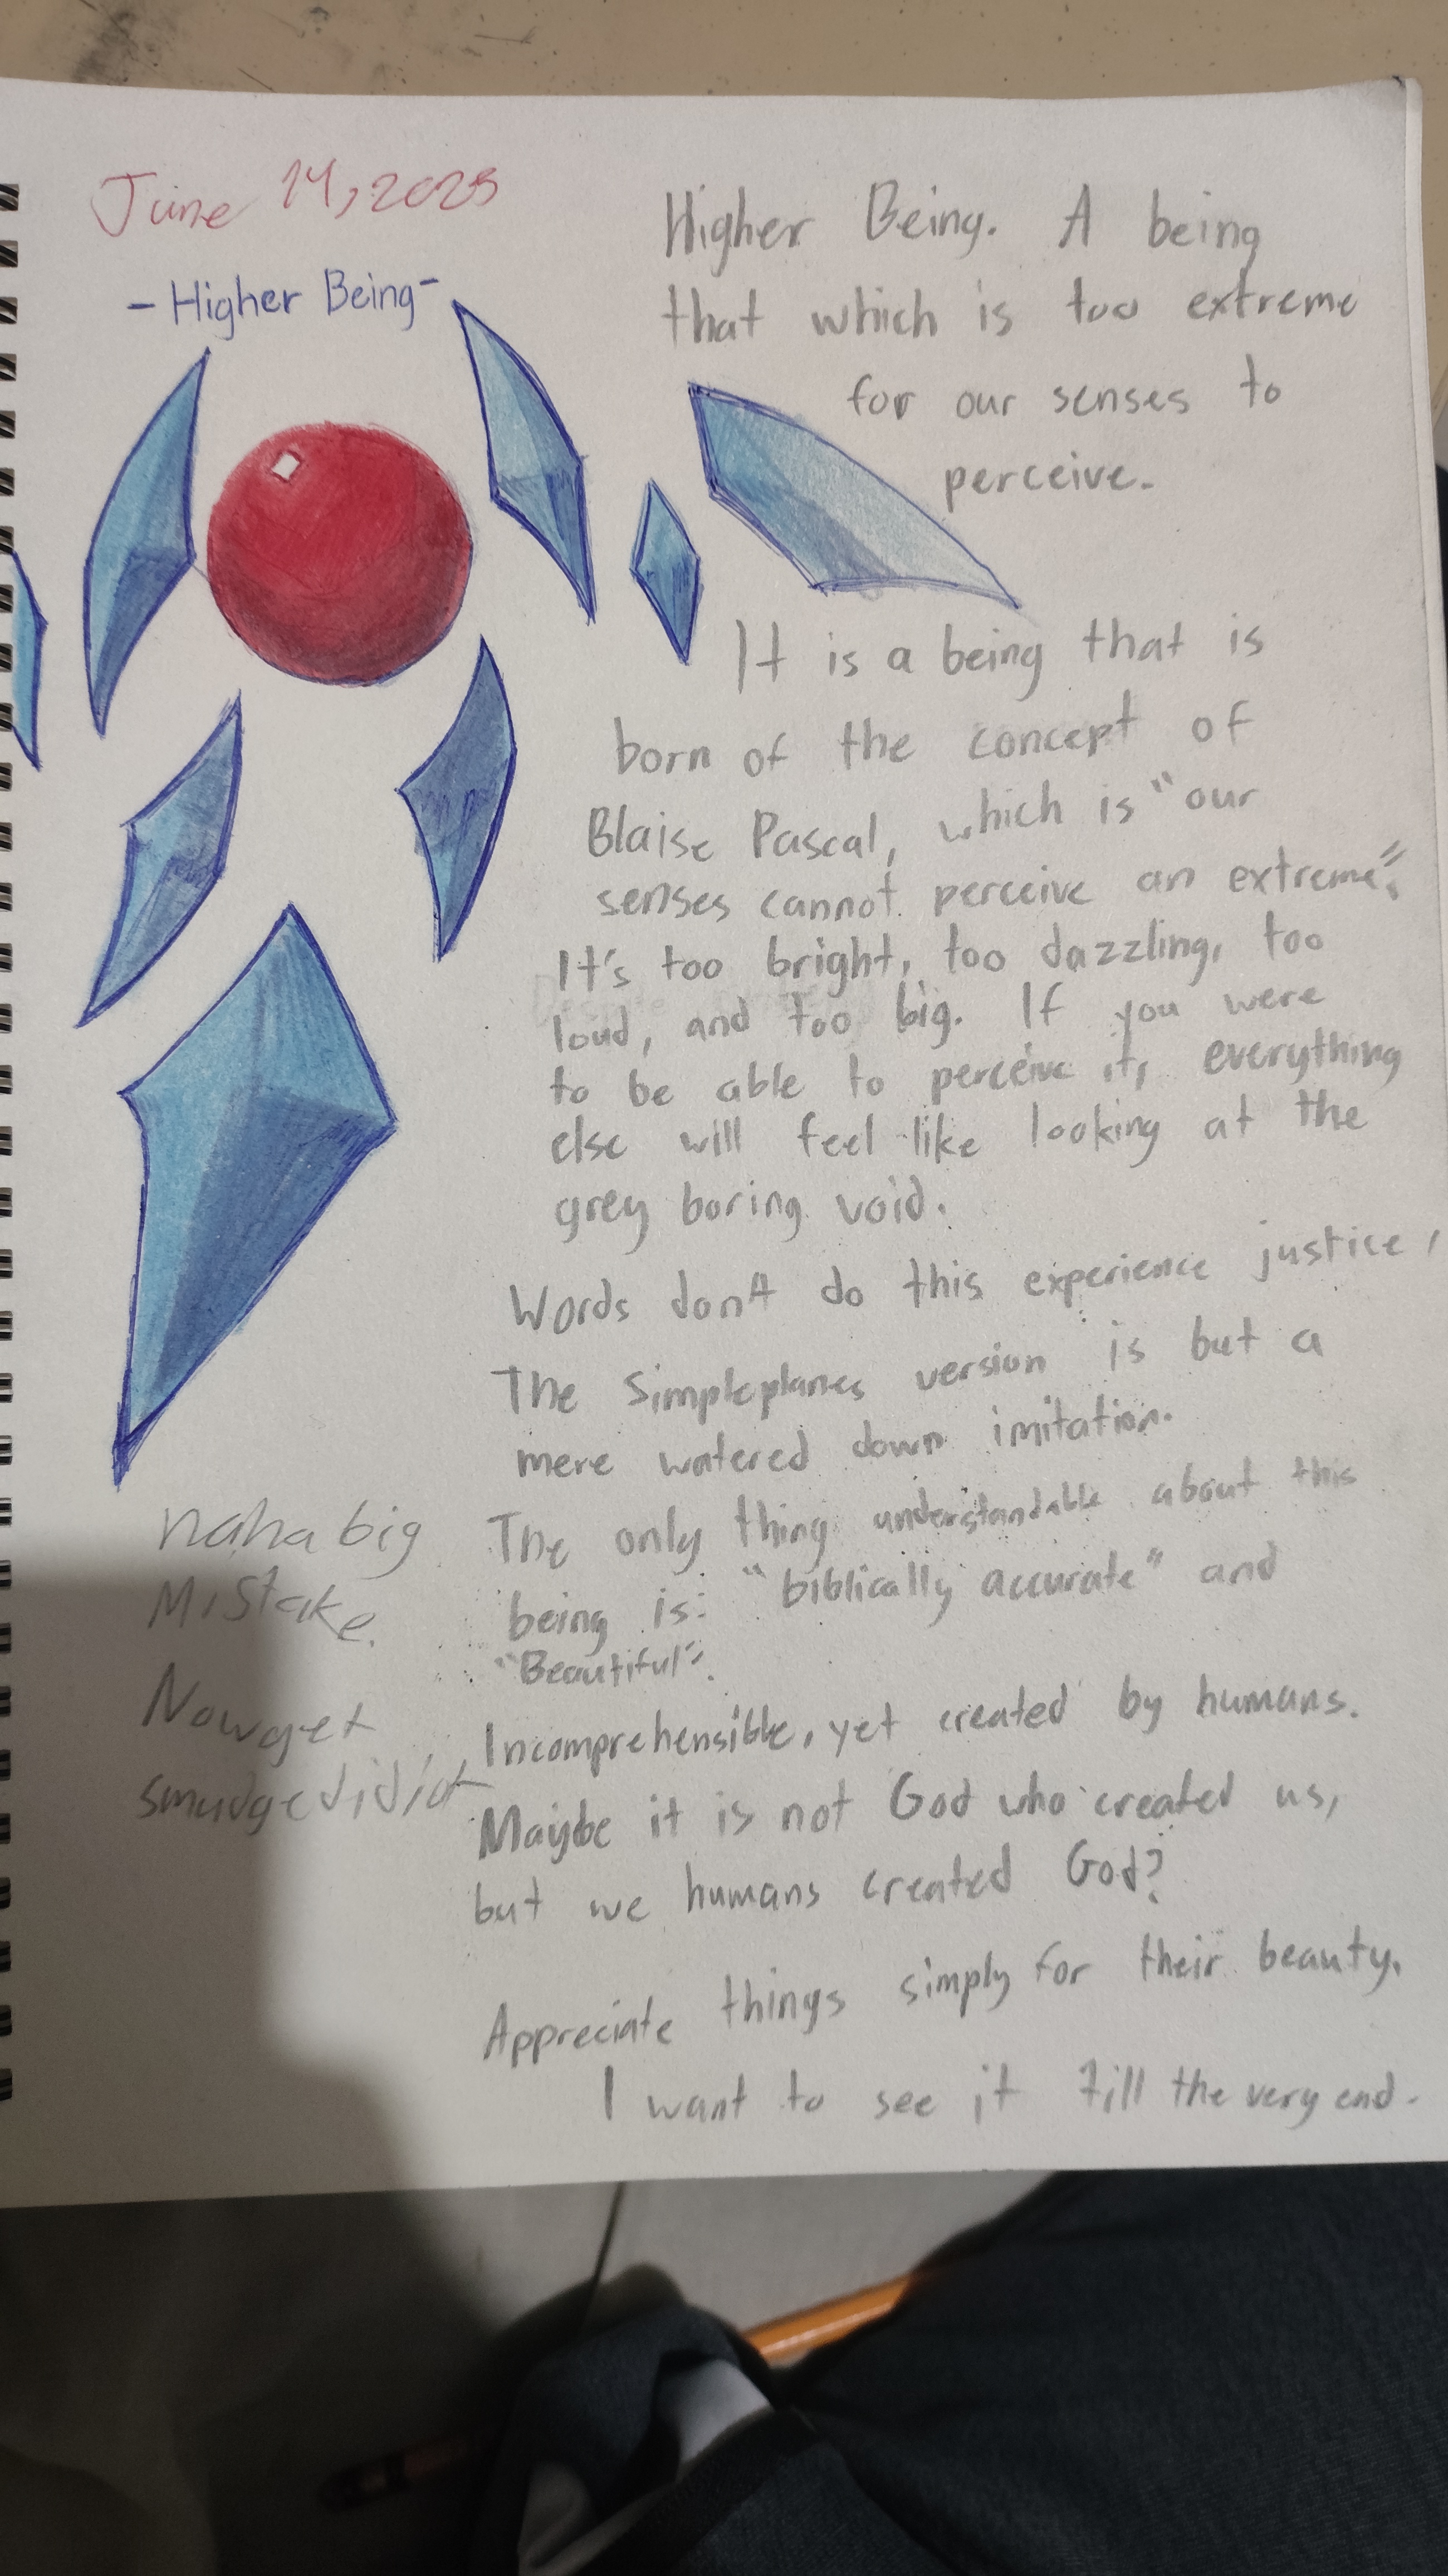 June 14, 2025
- Higher Being -
Higher Being. A being
that which is too extreme
for our senses to
perceive.
It is a being that is
born of the concept of
Blaise Pascal, which is "our
senses cannot perceive an extreme".
It's too bright, too dazzling, too
loud, and too big. If you were
to be able to perceive it, everything
else will feel like looking at the
grey boring void.
Words don't do this experience justice,
The Simpleplanes version is but a
mere watered down imitation.
The only thing understandable about this
being is: "biblically accurate" and
"Beautiful".
Incomprehensible, yet created by humans.
Maybe it is not God who created us,
but we humans created God?
Appreciate things simply for their beauty.
I want to see it till the very end.
haha big
Mistake.
Now get
smudged idiot